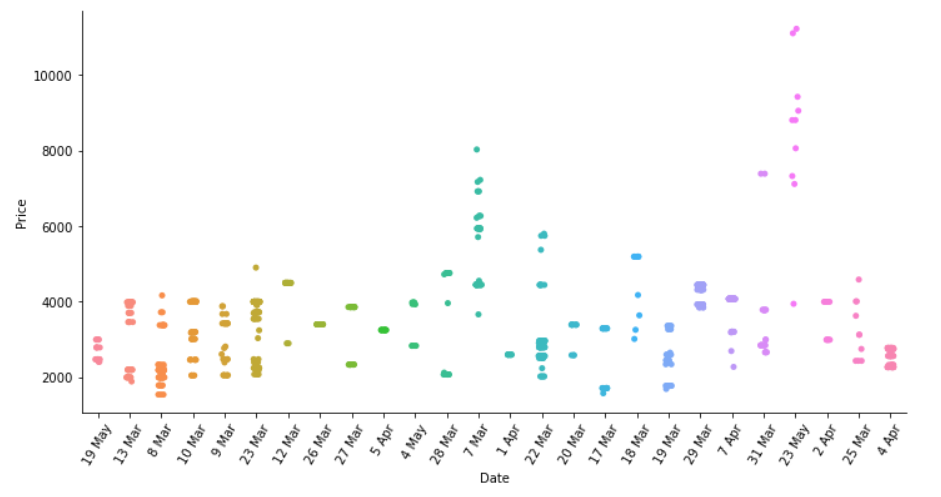 Price
10000
8000
6000
4000
2000
19 May
13 Mar
8 Mar
10 Mar
9 Mar
23 Mar
12 Mar
26 Mar
27 Mar
5 Apr
4 May
28 Mar
7 Mar
1 Apr
22 Mar
20 Mar
17 Mar
18 Mar
19 Mar
29 Mar
7 Apr
31 Mar
23 May
2 Apr
25 Mar
4 Apr
Date